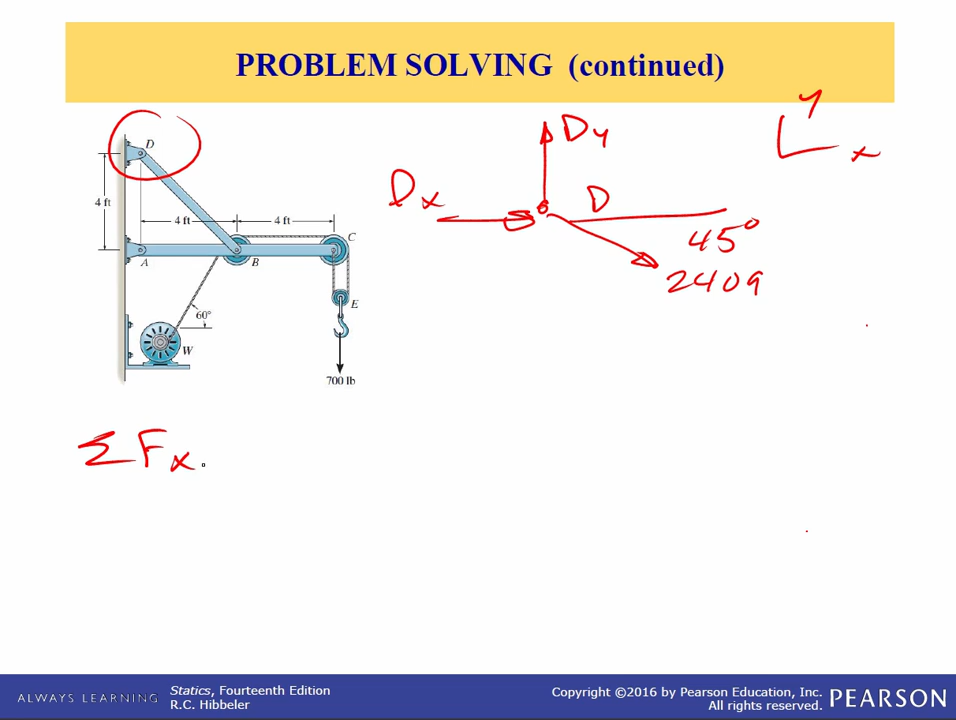 PROBLEM SOLVING (continued)
y
x
Dy
Dx
D
45°
2409
D
4 ft
4 ft
4 ft
A
B
C
E
60°
W
700 lb
ΣFx
ALWAYS LEARNING
Statics, Fourteenth Edition
R.C. Hibbeler
Copyright ©2016 by Pearson Education, Inc.
All rights reserved.
PEARSON